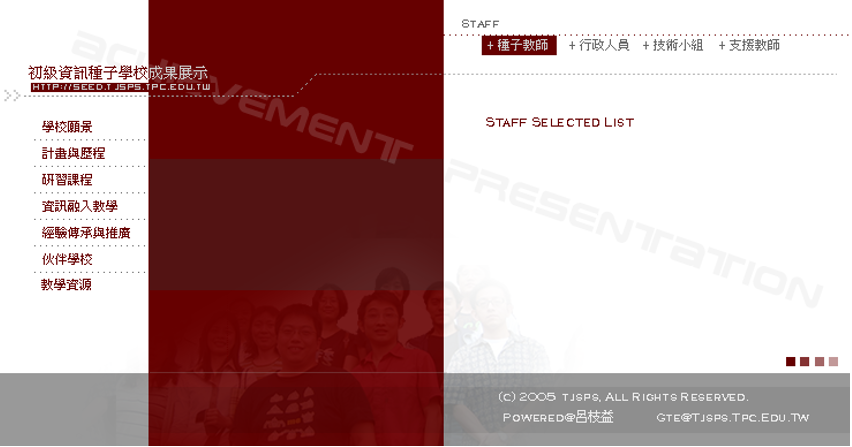 STAFF
+ 種子教師 + 行政人員 + 技術小組 + 支援教師
初級資訊種子學校成果展示
HTTP://SEED.TJSPS.TPC.EDU.TW
ACHIEVEMENT PRESENTATION
學校願景
計畫與歷程
研習課程
資訊融入教學
經驗傳承與推廣
伙伴學校
教學資源
STAFF SELECTED LIST
(C) 2005 TJSPS, ALL RIGHTS RESERVED.
POWERED@呂枝益 GTE@TJSPS.TPC.EDU.TW